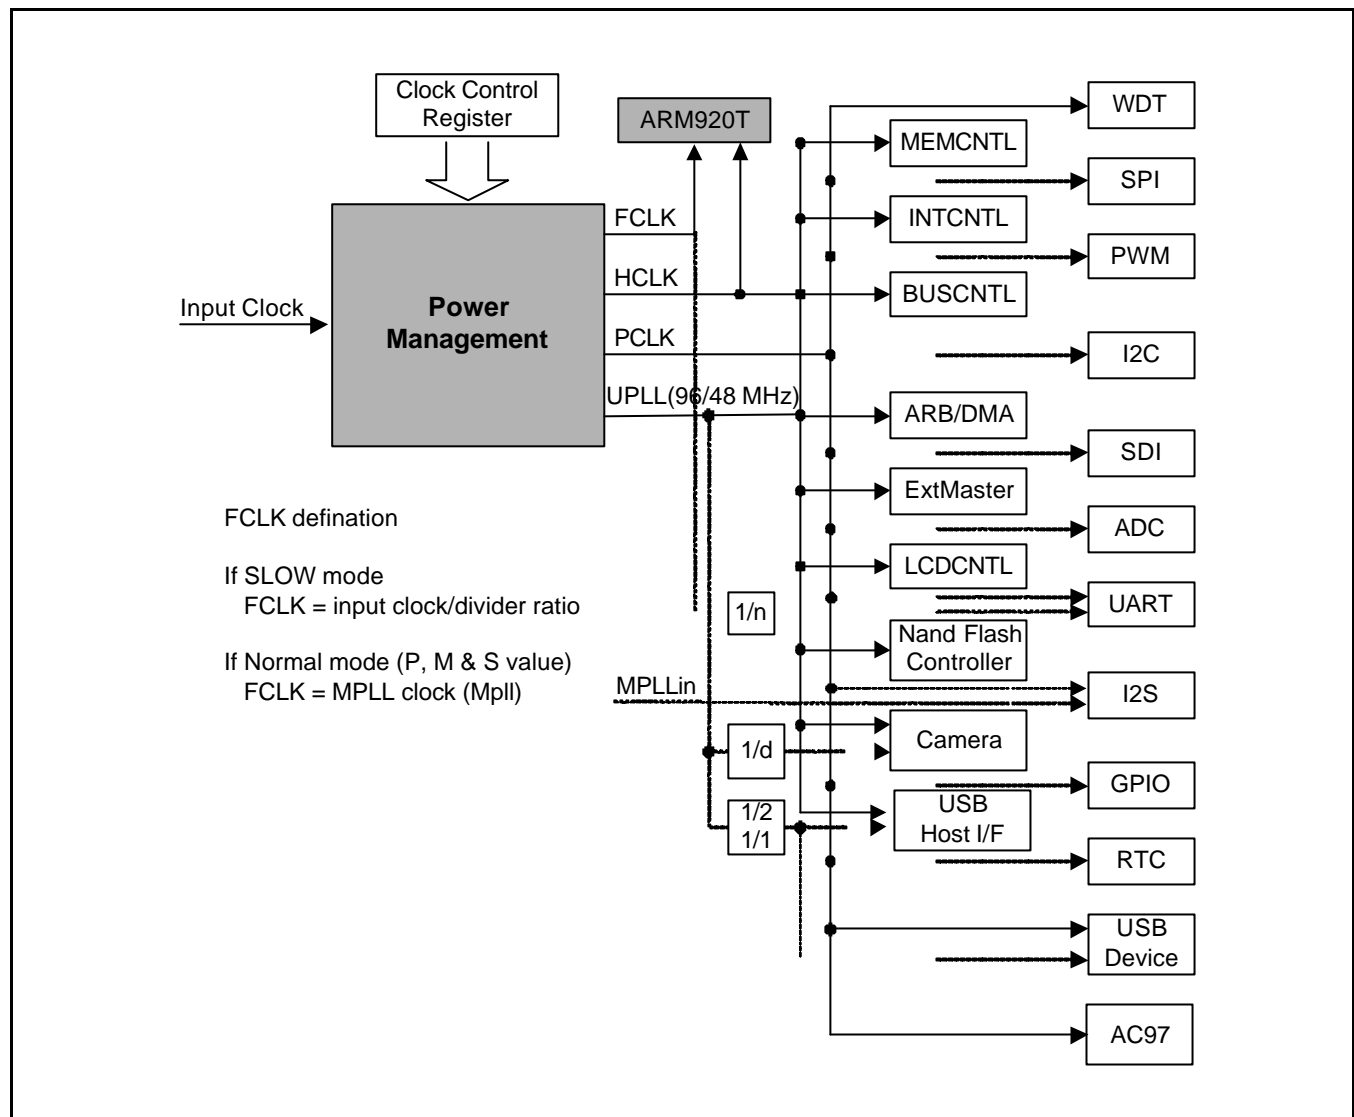 Clock Control
Register
ARM920T
WDT
MEMCNTL
SPI
FCLK
INTCNTL
PWM
HCLK
BUSCNTL
Input Clock
Power
Management
PCLK
I2C
UPLL(96/48 MHz)
ARB/DMA
SDI
ExtMaster
FCLK defination
ADC
LCDCNTL
If SLOW mode
FCLK = input clock/divider ratio
1/n
UART
Nand Flash
Controller
If Normal mode (P, M & S value)
FCLK = MPLL clock (Mpll)
MPLLin
I2S
1/d
Camera
GPIO
1/2
1/1
USB
Host I/F
RTC
USB
Device
AC97